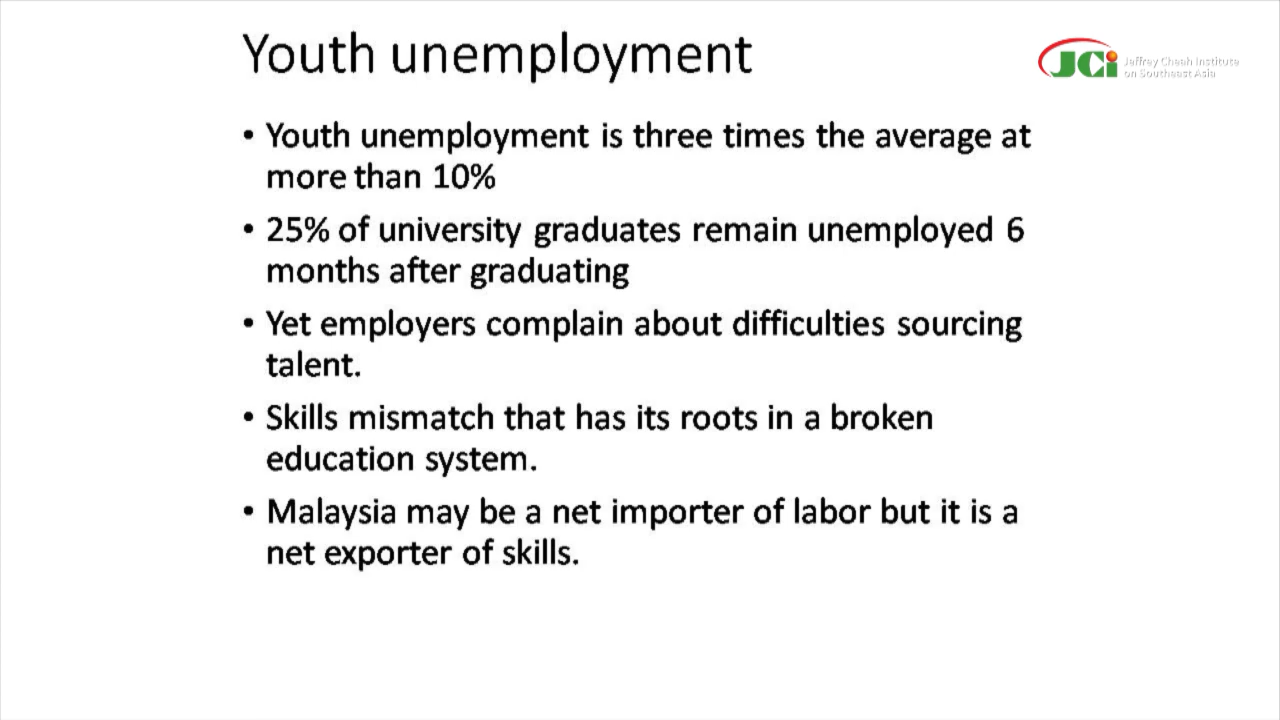 Youth unemployment
JCi Jeffrey Cheah Institute
on Southeast Asia
• Youth unemployment is three times the average at
more than 10%
• 25% of university graduates remain unemployed 6
months after graduating
• Yet employers complain about difficulties sourcing
talent.
• Skills mismatch that has its roots in a broken
education system.
• Malaysia may be a net importer of labor but it is a
net exporter of skills.